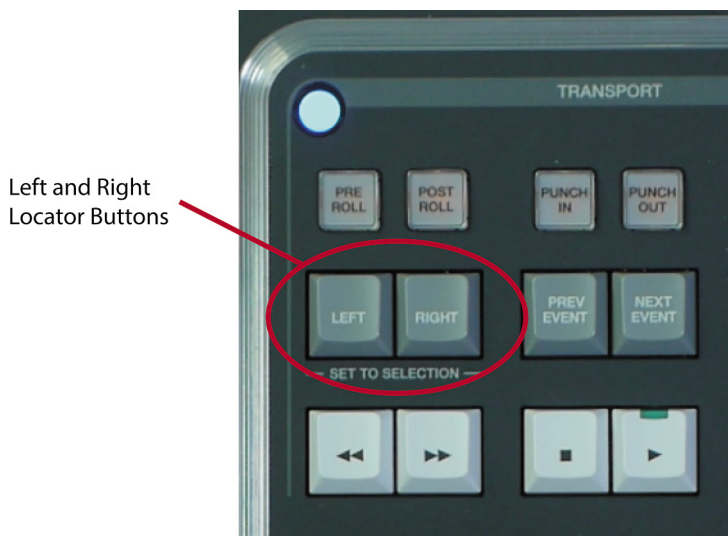 TRANSPORT
Left and Right
Locator Buttons
PRE
ROLL
POST
ROLL
PUNCH
IN
PUNCH
OUT
LEFT
RIGHT
PREV
EVENT
NEXT
EVENT
SET TO SELECTION